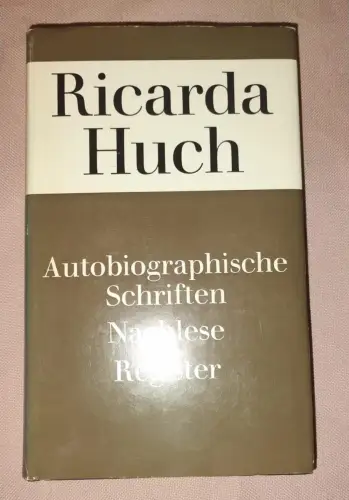 Ricarda
Huch
Autobiographische
Schriften
Nachlese
Register